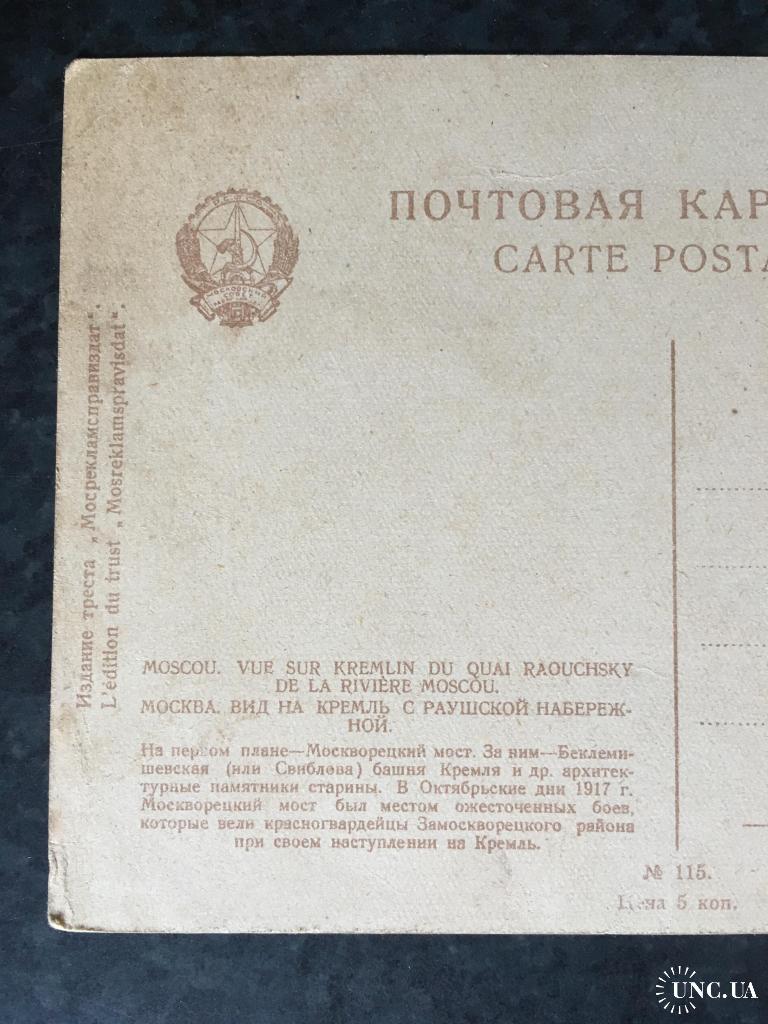 ПОЧТОВАЯ КАР
CARTE POSTA
МОСКОВСКИЙ
СОВЕТ
Издание треста „Мосрекламсправиздат“.
L'édition du trust „Mosreklamspravisdat“.
MOSCOU. VUE SUR KREMLIN DU QUAI RAOUCHSKY
DE LA RIVIÈRE MOSCOU.
МОСКВА. ВИД НА КРЕМЛЬ С РАУШСКОЙ НАБЕРЕЖ-
НОЙ.
На первом плане—Москворецкий мост. За ним—Беклеми-
шевская (или Свиблова) башня Кремля и др. архитек-
турные памятники старины. В Октябрьские дни 1917 г.
Москворецкий мост был местом ожесточенных боев,
которые вели красногвардейцы Замоскворецкого района
при своем наступлении на Кремль.
№ 115.
Цена 5 коп.
UNC.UA